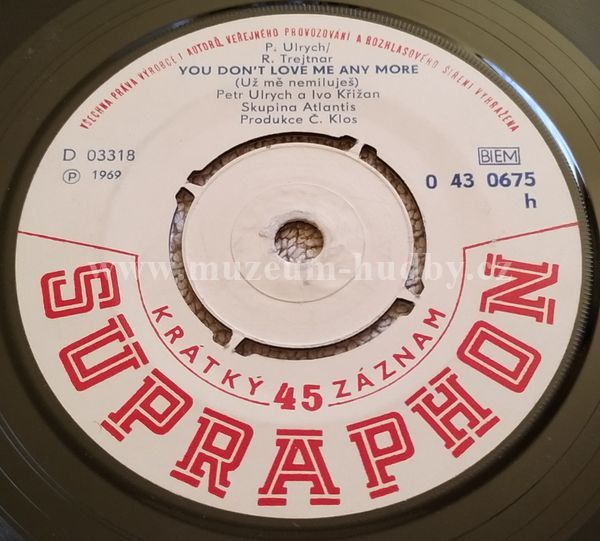 VŠECHNA PRÁVA VÝROBCE I AUTORŮ, VEŘEJNÉHO PROVOZOVÁNÍ A ROZHLASOVÉHO ŠÍŘENÍ VYHRAŽENA
P. Ulrych/
R. Trejtnar
YOU DON'T LOVE ME ANY MORE
(Už mě nemiluješ)
Petr Ulrych a Ivo Křižan
Skupina Atlantis
Produkce Č. Klos
D 03318
℗ 1969
BIEM
0 43 0675
h
www.muzeum-hudby.cz
KRÁTKÝ 45 ZÁZNAM
SUPRAPHON